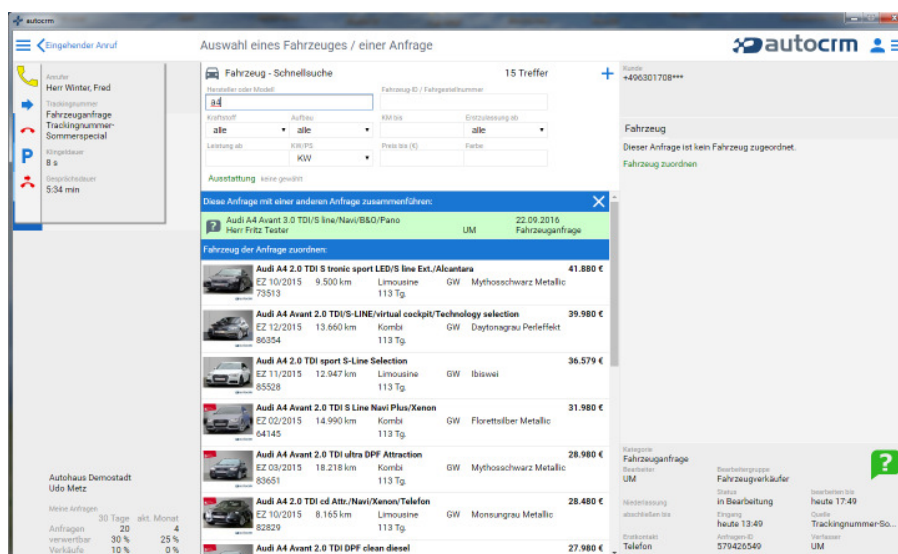 autocrm
Eingehender Anruf
Auswahl eines Fahrzeuges / einer Anfrage
autocrm
Anrufer
Herr Winter, Fred
Trackingnummer
Fahrzeuganfrage
Trackingnummer-
Sommerspecial
Klingeldauer
8 s
Gesprächsdauer
5:34 min
P
Autohaus Demostadt
Udo Metz
Meine Anfragen
30 Tage akt. Monat
Anfragen 20 4
verwertbar 30 % 25 %
Verkäufe 10 % 0 %
Fahrzeug - Schnellsuche 15 Treffer
Hersteller oder Modell Fahrzeug-ID / Fahrgestellnummer
a4
Kraftstoff Aufbau KM bis Erstzulassung ab
alle alle alle
Leistung ab KW/PS Preis bis (€) Farbe
KW
Ausstattung keine gewählt
Diese Anfrage mit einer anderen Anfrage zusammenführen:
Audi A4 Avant 3.0 TDI/S line/Navi/B&O/Pano 22.09.2016
Herr Fritz Tester UM Fahrzeuganfrage
Fahrzeug der Anfrage zuordnen:
Audi A4 2.0 TDI S tronic sport LED/S line Ext./Alcantara 41.880 €
EZ 10/2015 9.500 km Limousine GW Mythosschwarz Metallic
73513 113 Tg.
Audi A4 Avant 2.0 TDI/S-LINE/virtual cockpit/Technology selection 39.980 €
EZ 12/2015 13.660 km Kombi GW Daytonagrau Perleffekt
86354 113 Tg.
Audi A4 2.0 TDI sport S-Line Selection 36.579 €
EZ 11/2015 12.947 km Limousine GW Ibiswei
85528 113 Tg.
Audi A4 Avant 2.0 TDI S Line Navi Plus/Xenon 31.980 €
EZ 02/2015 14.990 km Kombi GW Florettsilber Metallic
64145 113 Tg.
Audi A4 Avant 2.0 TDI ultra DPF Attraction 28.980 €
EZ 03/2015 18.218 km Kombi GW Mythosschwarz Metallic
83651 113 Tg.
Audi A4 2.0 TDI cd Attr./Navi/Xenon/Telefon 28.480 €
EZ 10/2015 8.165 km Limousine GW Monsungrau Metallic
82829 113 Tg.
Audi A4 Avant 2.0 TDI DPF clean diesel 27.980 €
Kunde
+496301708***
Fahrzeug
Dieser Anfrage ist kein Fahrzeug zugeordnet.
Fahrzeug zuordnen
Kategorie
Fahrzeuganfrage
Bearbeiter Bearbeitergruppe
UM Fahrzeugverkäufer
Status bearbeiten bis
Niederlassung in Bearbeitung heute 17:49
abschließen bis Eingang Quelle
heute 13:49 Trackingnummer-So...
Erstkontakt Anfragen-ID Verfasser
Telefon 579426549 UM